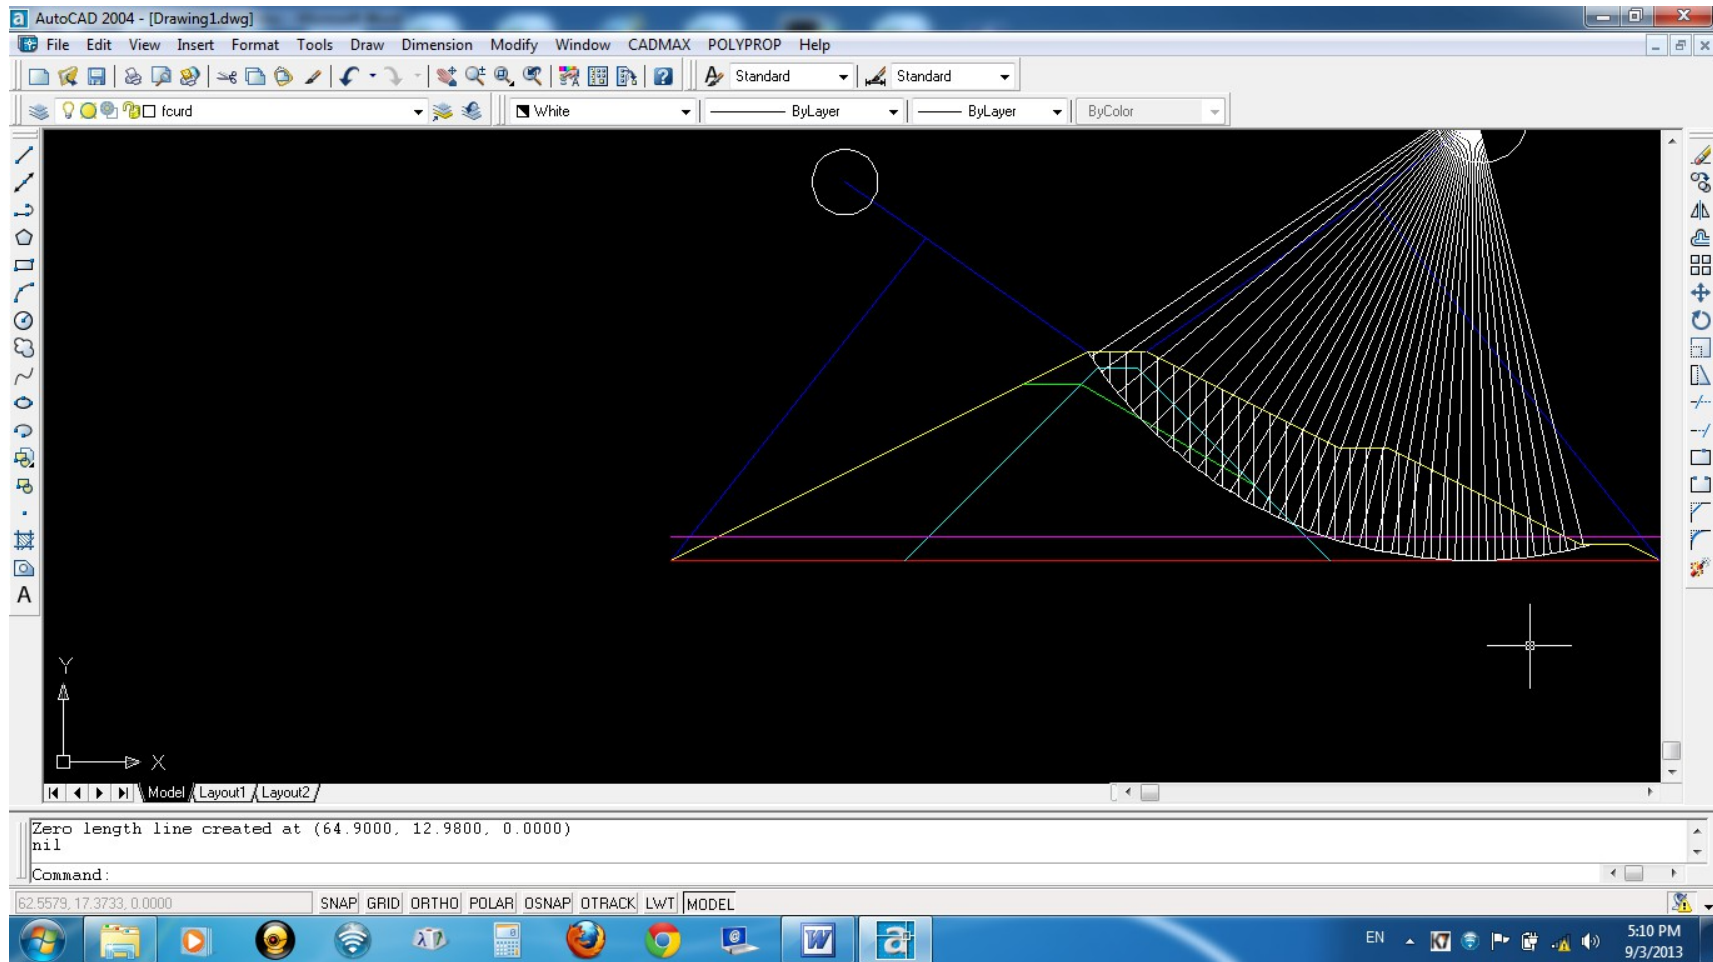 AutoCAD 2004 - [Drawing1.dwg]
File Edit View Insert Format Tools Draw Dimension Modify Window CADMAX POLYPROP Help
Standard Standard
fcurd White ByLayer ByLayer ByColor
A
Y
X
Model Layout1 Layout2
Zero length line created at (64.9000, 12.9800, 0.0000)
nil
Command:
62.5579, 17.3733, 0.0000 SNAP GRID ORTHO POLAR OSNAP OTRACK LWT MODEL
EN 5:10 PM
9/3/2013